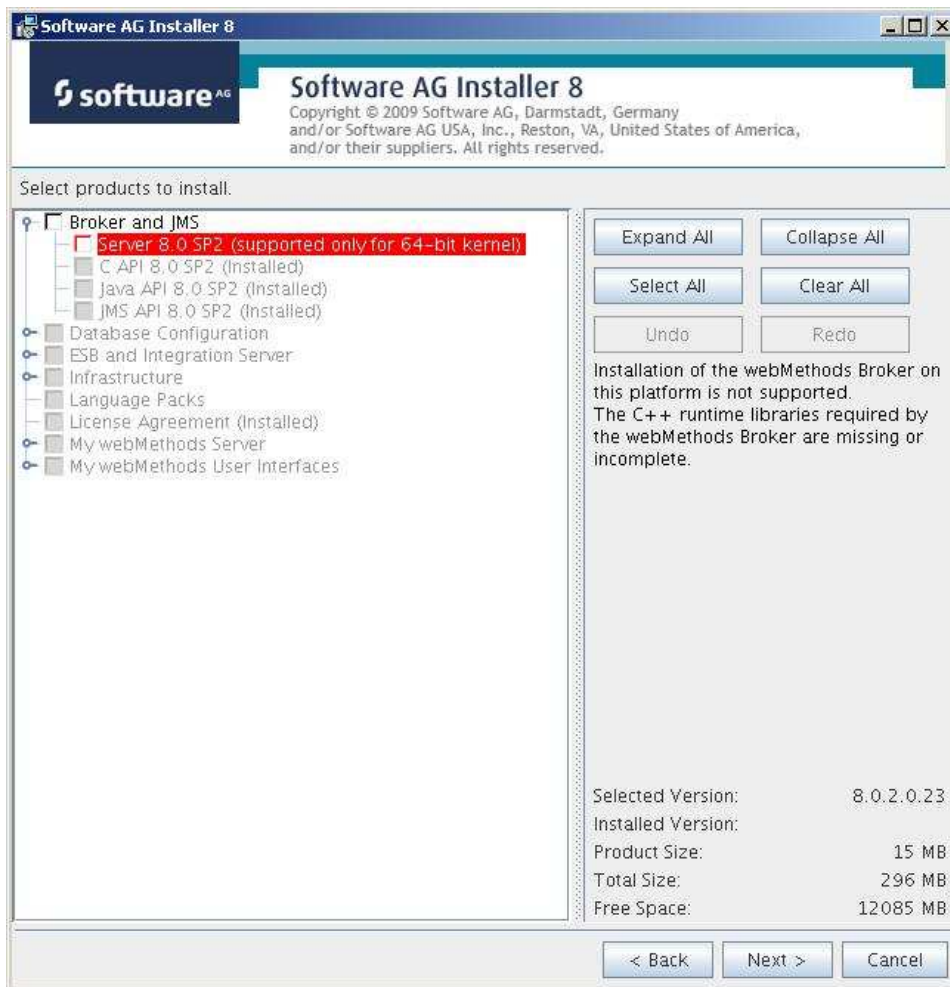 Software AG Installer 8
software AG
Software AG Installer 8
Copyright © 2009 Software AG, Darmstadt, Germany
and/or Software AG USA, Inc., Reston, VA, United States of America,
and/or their suppliers. All rights reserved.
Select products to install.
Broker and JMS
Server 8.0 SP2 (supported only for 64-bit kernel)
C API 8.0 SP2 (Installed)
Java API 8.0 SP2 (Installed)
JMS API 8.0 SP2 (Installed)
Database Configuration
ESB and Integration Server
Infrastructure
Language Packs
License Agreement (Installed)
My webMethods Server
My webMethods User Interfaces
Expand All Collapse All
Select All Clear All
Undo Redo
Installation of the webMethods Broker on
this platform is not supported.
The C++ runtime libraries required by
the webMethods Broker are missing or
incomplete.
Selected Version: 8.0.2.0.23
Installed Version:
Product Size: 15 MB
Total Size: 296 MB
Free Space: 12085 MB
< Back Next > Cancel